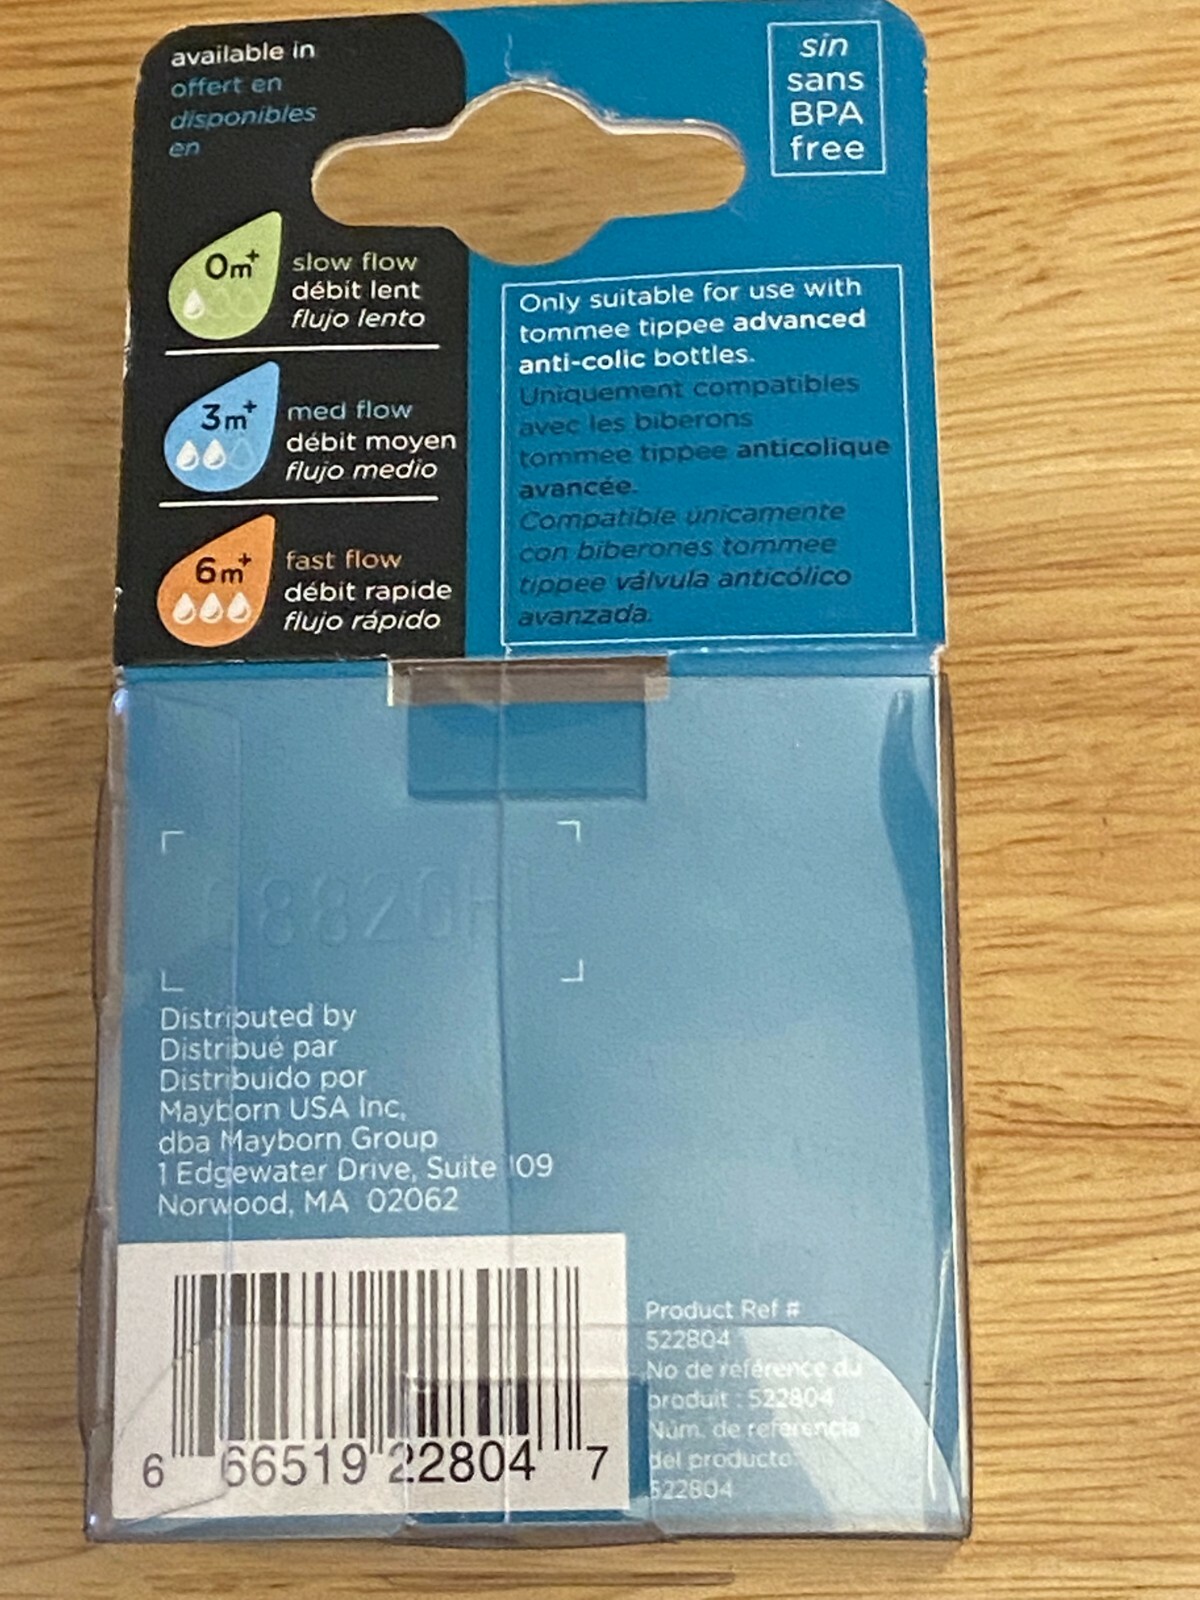 available in
offert en
disponibles
en
0m+
slow flow
débit lent
flujo lento
3m+
med flow
débit moyen
flujo medio
6m+
fast flow
débit rapide
flujo rápido
sin
sans
BPA
free
Only suitable for use with
tommee tippee advanced
anti-colic bottles.
Uniquement compatibles
avec les biberons
tommee tippee anticolique
avancée.
Compatible unicamente
con biberones tommee
tippee válvula anticólico
avanzada.
Distributed by
Distribué par
Distribuido por
Mayborn USA Inc,
dba Mayborn Group
1 Edgewater Drive, Suite 109
Norwood, MA 02062
6 66519 22804 7
Product Ref #
522804
No de référence du
produit : 522804
Núm. de referencia
del producto:
522804